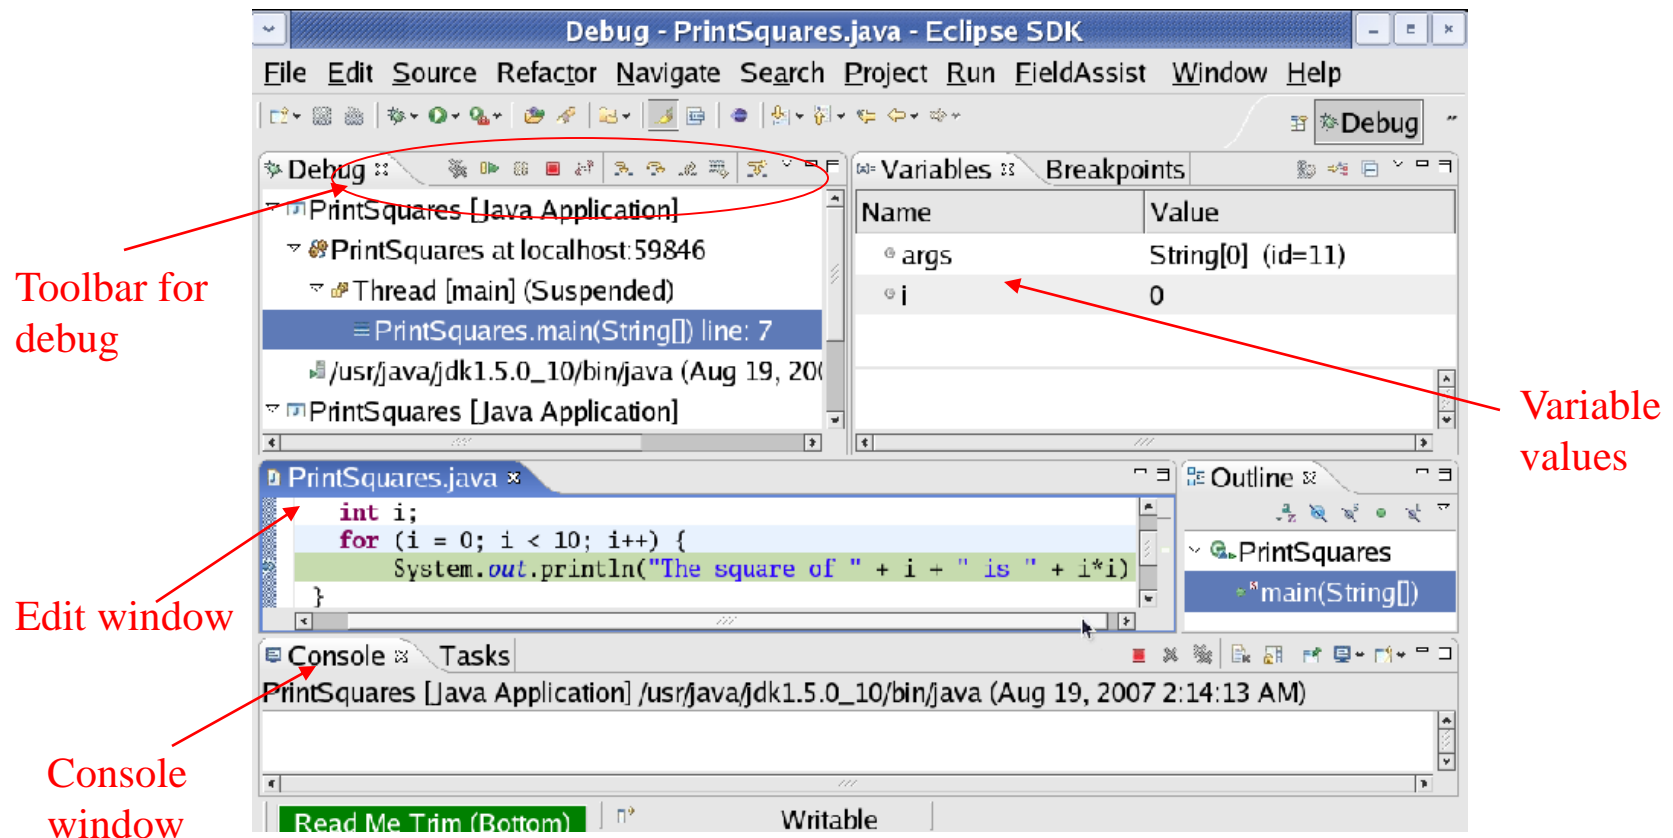 Debug - PrintSquares.java - Eclipse SDK
File Edit Source Refactor Navigate Search Project Run FieldAssist Window Help
Debug
Debug
Variables
Breakpoints
PrintSquares [Java Application]
PrintSquares at localhost:59846
Thread [main] (Suspended)
PrintSquares.main(String[]) line: 7
/usr/java/jdk1.5.0_10/bin/java (Aug 19, 200
PrintSquares [Java Application]
Name Value
args String[0] (id=11)
i 0
Toolbar for
debug
Variable
values
PrintSquares.java
int i;
for (i = 0; i < 10; i++) {
System.out.println("The square of " + i + " is " + i*i)
}
Outline
PrintSquares
main(String[])
Edit window
Console
Tasks
PrintSquares [Java Application] /usr/java/jdk1.5.0_10/bin/java (Aug 19, 2007 2:14:13 AM)
Console
window
Read Me Trim (Bottom)
Writable